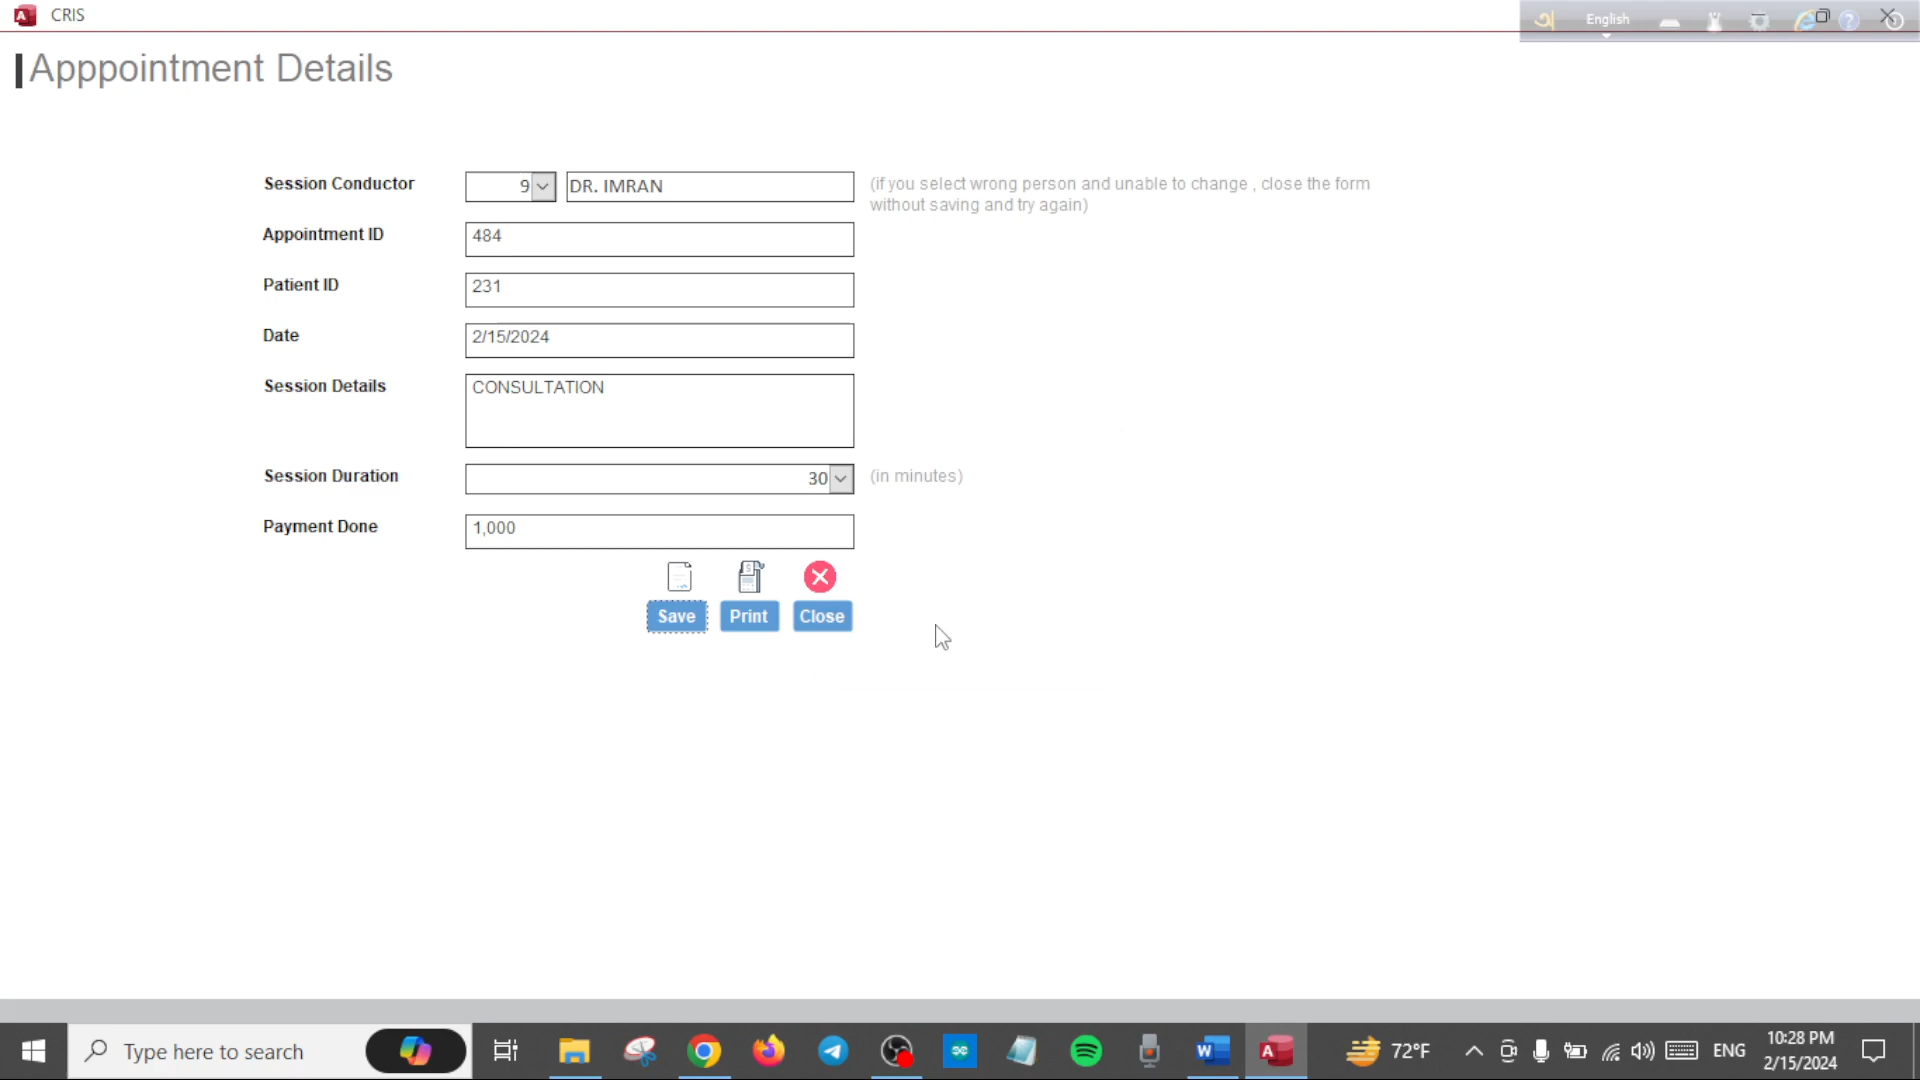 CRIS
English
Apppointment Details
Session Conductor
9
DR. IMRAN
(if you select wrong person and unable to change , close the form
without saving and try again)
Appointment ID
484
Patient ID
231
Date
2/15/2024
Session Details
CONSULTATION
Session Duration
30
(in minutes)
Payment Done
1,000
Save
Print
Close
Type here to search
72°F
ENG
10:28 PM
2/15/2024